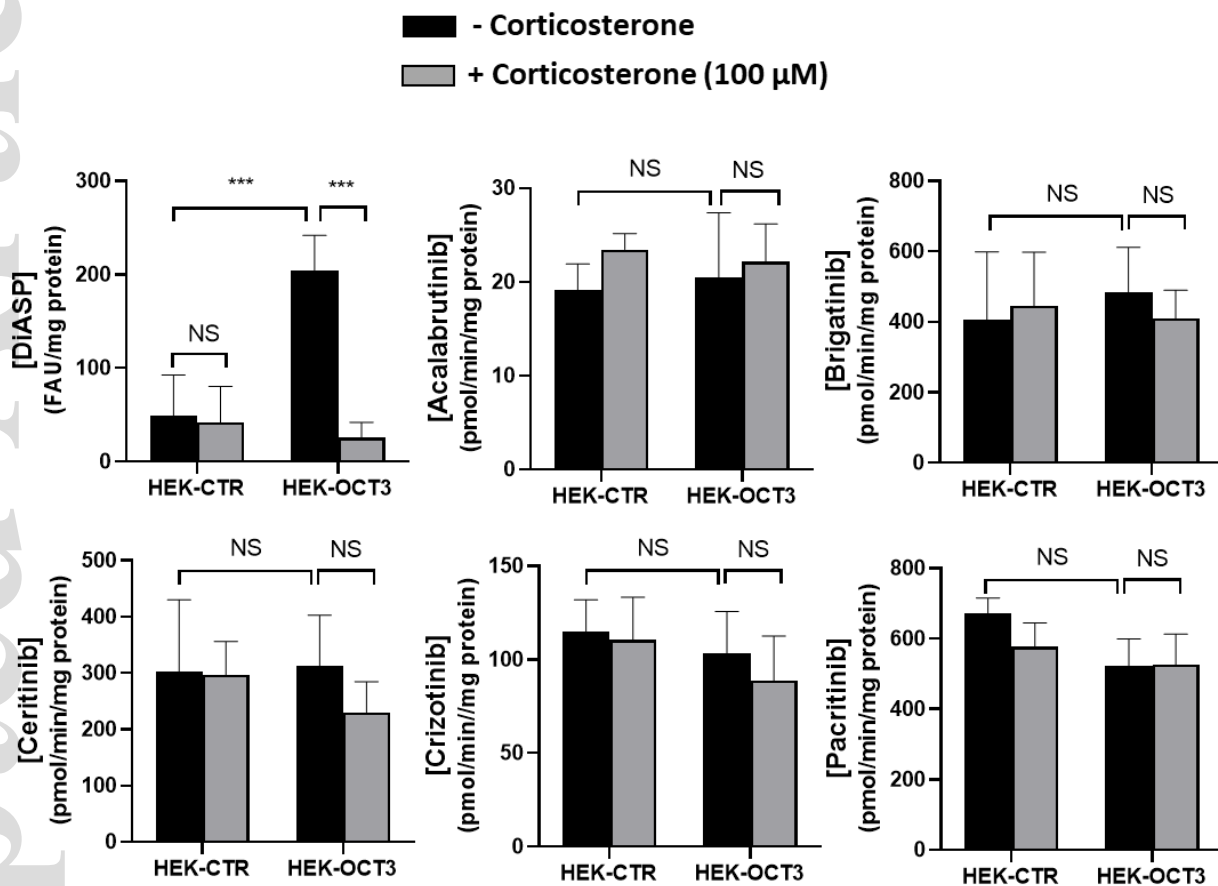 - Corticosterone
+ Corticosterone (100 µM)
[DiASP]
(FAU/mg protein)
300
200
100
0
***
***
NS
HEK-CTR
HEK-OCT3
[Acalabrutinib]
(pmol/min/mg protein)
30
20
10
0
NS
NS
HEK-CTR
HEK-OCT3
[Brigatinib]
(pmol/min/mg protein)
800
600
400
200
0
NS
NS
HEK-CTR
HEK-OCT3
[Ceritinib]
(pmol/min/mg protein)
500
400
300
200
100
0
NS
NS
HEK-CTR
HEK-OCT3
[Crizotinib]
(pmol/min//mg protein)
150
100
50
0
NS
NS
HEK-CTR
HEK-OCT3
[Pacritinib]
(pmol/min/mg protein)
800
600
400
200
0
NS
NS
HEK-CTR
HEK-OCT3